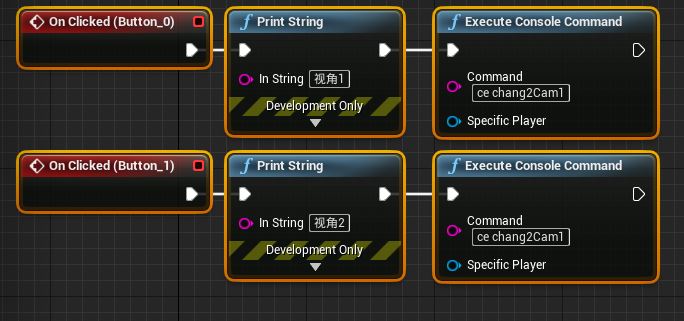 On Clicked (Button_0)
f Print String
In String 视角1
Development Only
f Execute Console Command
Command
ce chang2Cam1
Specific Player
On Clicked (Button_1)
f Print String
In String 视角2
Development Only
f Execute Console Command
Command
ce chang2Cam1
Specific Player